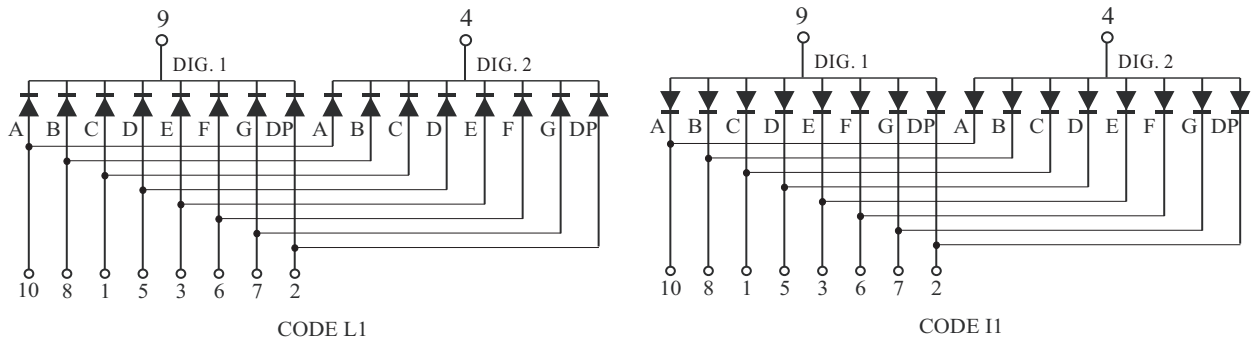 9 4
DIG. 1 DIG. 2
A B C D E F G DP A B C D E F G DP
10 8 1 5 3 6 7 2
CODE L1
9 4
DIG. 1 DIG. 2
A B C D E F G DP A B C D E F G DP
10 8 1 5 3 6 7 2
CODE I1